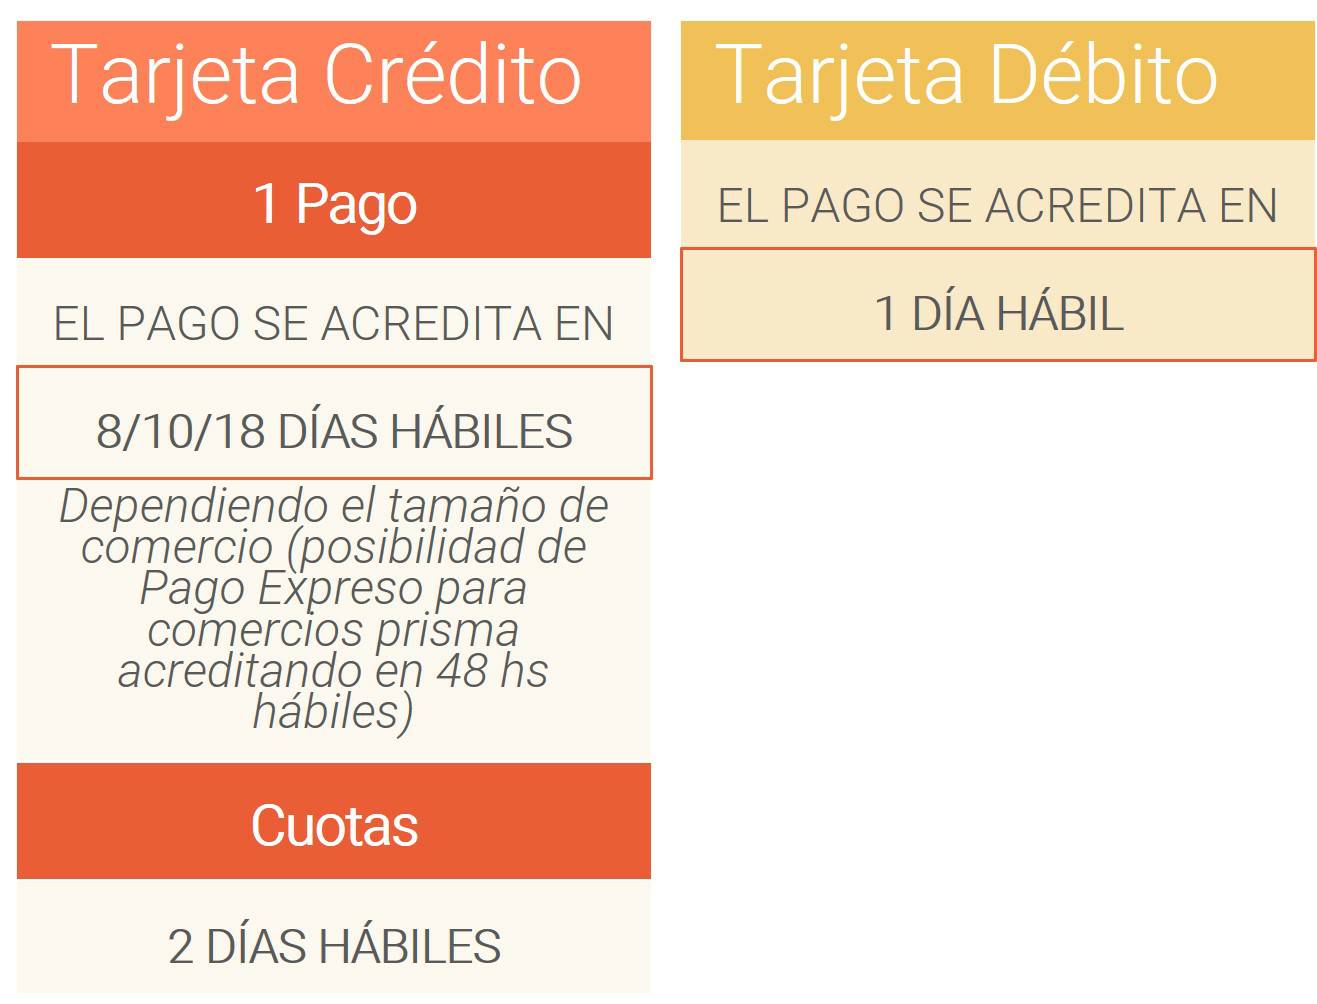 Tarjeta Crédito
1 Pago
EL PAGO SE ACREDITA EN
8/10/18 DÍAS HÁBILES
Dependiendo el tamaño de
comercio (posibilidad de
Pago Expreso para
comercios prisma
acreditando en 48 hs
hábiles)
Cuotas
2 DÍAS HÁBILES
Tarjeta Débito
EL PAGO SE ACREDITA EN
1 DÍA HÁBIL